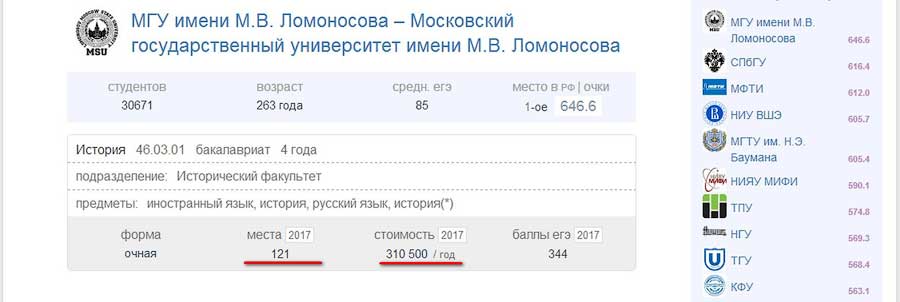 МГУ имени М.В. Ломоносова – Московский
государственный университет имени М.В. Ломоносова
MSU
студентов возраст средн. егэ место в РФ | очки
30671 263 года 85 1-ое 646.6
История 46.03.01 бакалавриат 4 года
подразделение: Исторический факультет
предметы: иностранный язык, история, русский язык, история(*)
форма места 2017 стоимость 2017 баллы егэ 2017
очная 121 310 500 / год 344
МГУ имени М.В.
Ломоносова 646.6
СПбГУ 616.4
МФТИ 612.0
НИУ ВШЭ 605.7
МГТУ им. Н.Э.
Баумана 605.4
НИЯУ МИФИ 590.1
ТПУ 574.8
НГУ 569.3
ТГУ 568.4
КФУ 563.1